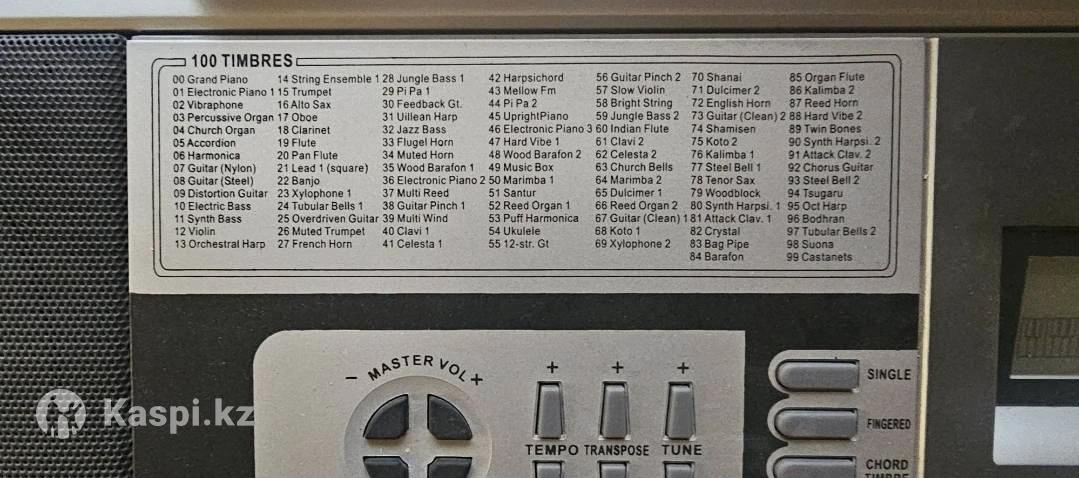 100 TIMBRES
00 Grand Piano
01 Electronic Piano 1
02 Vibraphone
03 Percussive Organ
04 Church Organ
05 Accordion
06 Harmonica
07 Guitar (Nylon)
08 Guitar (Steel)
09 Distortion Guitar
10 Electric Bass
11 Synth Bass
12 Violin
13 Orchestral Harp
14 String Ensemble 1
15 Trumpet
16 Alto Sax
17 Oboe
18 Clarinet
19 Flute
20 Pan Flute
21 Lead 1 (square)
22 Banjo
23 Xylophone 1
24 Tubular Bells 1
25 Overdriven Guitar
26 Muted Trumpet
27 French Horn
28 Jungle Bass 1
29 Pi Pa 1
30 Feedback Gt.
31 Uillean Harp
32 Jazz Bass
33 Flugel Horn
34 Muted Horn
35 Wood Barafon 1
36 Electronic Piano 2
37 Multi Reed
38 Guitar Pinch 1
39 Multi Wind
40 Clavi 1
41 Celesta 1
42 Harpsichord
43 Mellow Fm
44 Pi Pa 2
45 UprightPiano
46 Electronic Piano 3
47 Hard Vibe 1
48 Wood Barafon 2
49 Music Box
50 Marimba 1
51 Santur
52 Reed Organ 1
53 Puff Harmonica
54 Ukulele
55 12-str. Gt
56 Guitar Pinch 2
57 Slow Violin
58 Bright String
59 Jungle Bass 2
60 Indian Flute
61 Clavi 2
62 Celesta 2
63 Church Bells
64 Marimba 2
65 Dulcimer 1
66 Reed Organ 2
67 Guitar (Clean) 1
68 Koto 1
69 Xylophone 2
70 Shanai
71 Dulcimer 2
72 English Horn
73 Guitar (Clean) 2
74 Shamisen
75 Koto 2
76 Kalimba 1
77 Steel Bell 1
78 Tenor Sax
79 Woodblock
80 Synth Harpsi. 1
81 Attack Clav. 1
82 Crystal
83 Bag Pipe
84 Barafon
85 Organ Flute
86 Kalimba 2
87 Reed Horn
88 Hard Vibe 2
89 Twin Bones
90 Synth Harpsi. 2
91 Attack Clav. 2
92 Chorus Guitar
93 Steel Bell 2
94 Tsugaru
95 Oct Harp
96 Bodhran
97 Tubular Bells 2
98 Suona
99 Castanets
- MASTER VOL +
+ + +
TEMPO TRANSPOSE TUNE
SINGLE
FINGERED
CHORD
Kaspi.kz